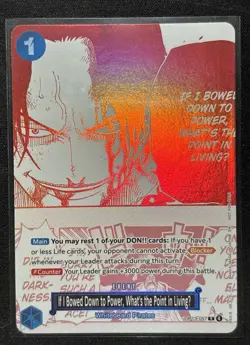 1
IF I BOWED
DOWN TO
POWER,
WHAT'S THE
POINT IN
LIVING?
Main You may rest 1 of your DON!! cards: If you have 1
or less Life cards, your opponent cannot activate Blocker
whenever your Leader attacks during this turn.
Counter Your Leader gains +3000 power during this battle.
EVENT
If I Bowed Down to Power, What's the Point in Living?
Whitebeard Pirates